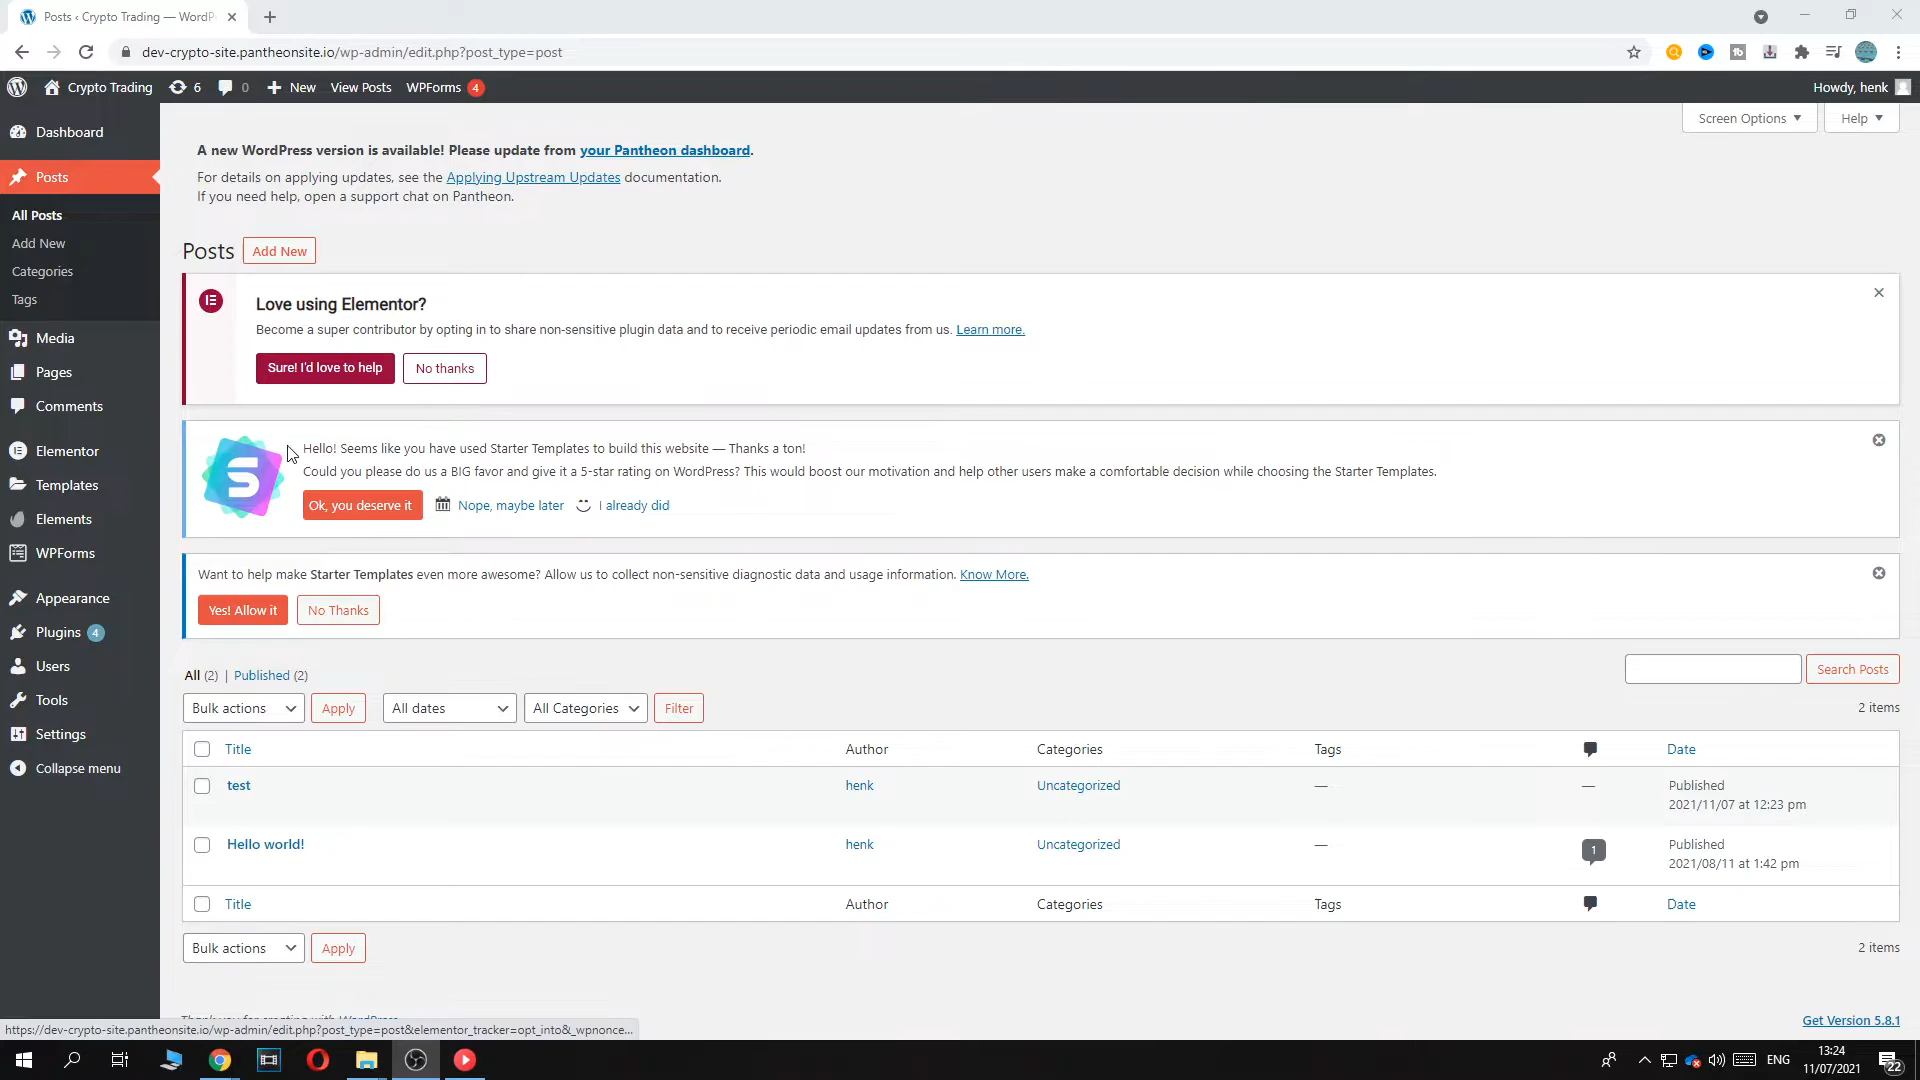 Posts ‹ Crypto Trading — WordP
dev-crypto-site.pantheonsite.io/wp-admin/edit.php?post_type=post
Crypto Trading
6
0
New
View Posts
WPForms
4
Howdy, henk
Dashboard
Posts
All Posts
Add New
Categories
Tags
Media
Pages
Comments
Elementor
Templates
Elements
WPForms
Appearance
Plugins 4
Users
Tools
Settings
Collapse menu
Screen Options
Help
A new WordPress version is available! Please update from your Pantheon dashboard.
For details on applying updates, see the Applying Upstream Updates documentation.
If you need help, open a support chat on Pantheon.
Posts
Add New
Love using Elementor?
Become a super contributor by opting in to share non-sensitive plugin data and to receive periodic email updates from us. Learn more.
Sure! I'd love to help
No thanks
Hello! Seems like you have used Starter Templates to build this website — Thanks a ton!
Could you please do us a BIG favor and give it a 5-star rating on WordPress? This would boost our motivation and help other users make a comfortable decision while choosing the Starter Templates.
Ok, you deserve it
Nope, maybe later
I already did
Want to help make Starter Templates even more awesome? Allow us to collect non-sensitive diagnostic data and usage information. Know More.
Yes! Allow it
No Thanks
All (2) | Published (2)
Search Posts
Bulk actions
Apply
All dates
All Categories
Filter
2 items
Title
Author
Categories
Tags
Date
test
henk
Uncategorized
—
—
Published
2021/11/07 at 12:23 pm
Hello world!
henk
Uncategorized
—
1
Published
2021/08/11 at 1:42 pm
Title
Author
Categories
Tags
Date
Bulk actions
Apply
2 items
Get Version 5.8.1
https://dev-crypto-site.pantheonsite.io/wp-admin/edit.php?post_type=post&elementor_tracker=opt_into&_wpnonce...
ENG
13:24
11/07/2021
22